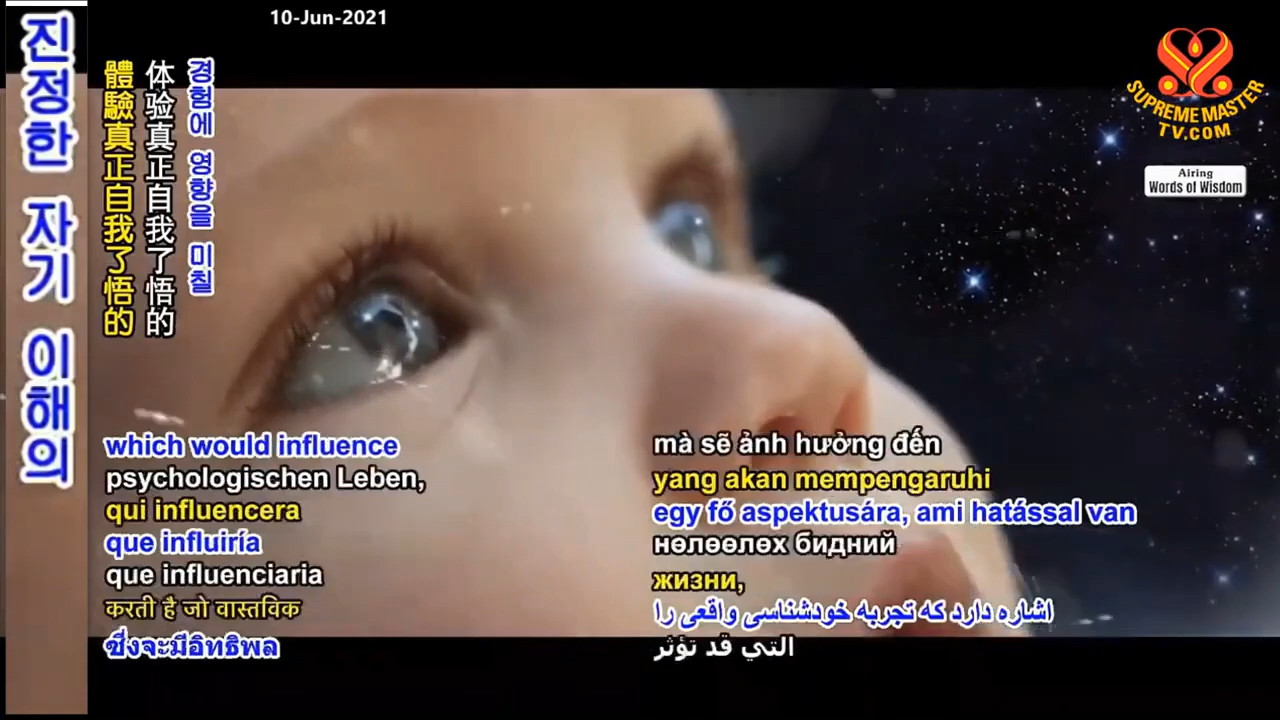 10-Jun-2021
SUPREME MASTER
TV.COM
Airing
Words of Wisdom
진정한 자기 이해의
體驗真正自我了悟的
体验真正自我了悟的
경험에 영향을 미칠
which would influence
psychologischen Leben,
qui influencera
que influiría
que influenciaria
करती है जो वास्तविक
ซึ่งจะมีอิทธิพล
mà sẽ ảnh hưởng đến
yang akan mempengaruhi
egy fő aspektusára, ami hatással van
нөлөөлөх бидний
жизни,
اشاره دارد که تجربه خودشناسی واقعی را
التي قد تؤثر